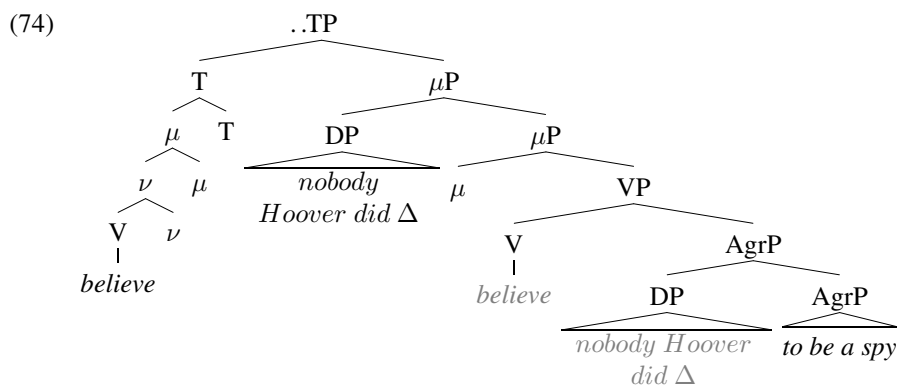 (74) ..TP
T μP
μ T DP μP
ν μ nobody Hoover did Δ μ VP
V ν V AgrP
believe believe DP AgrP
nobody Hoover did Δ to be a spy